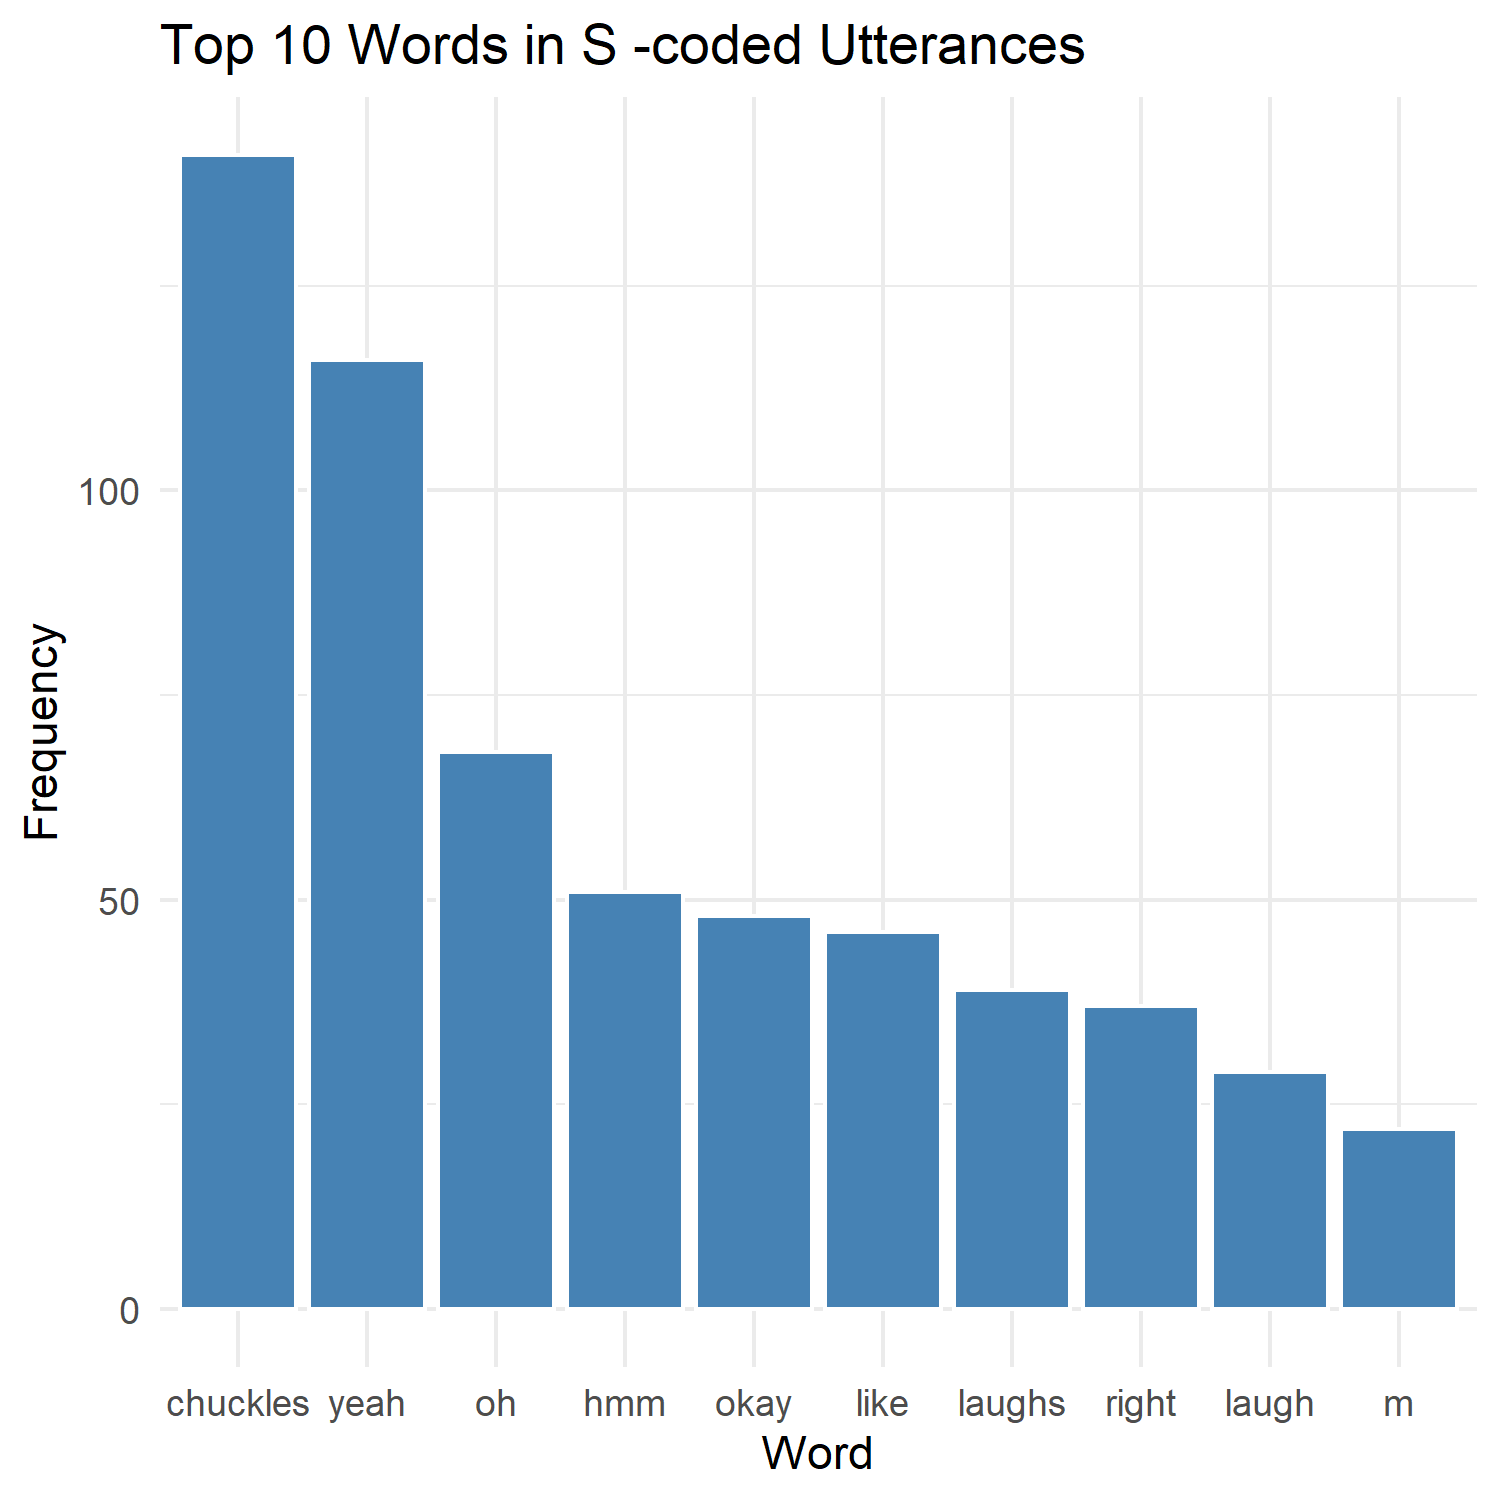 Top 10 Words in S -coded Utterances
Frequency
100
50
0
chuckles yeah oh hmm okay like laughs right laugh m
Word